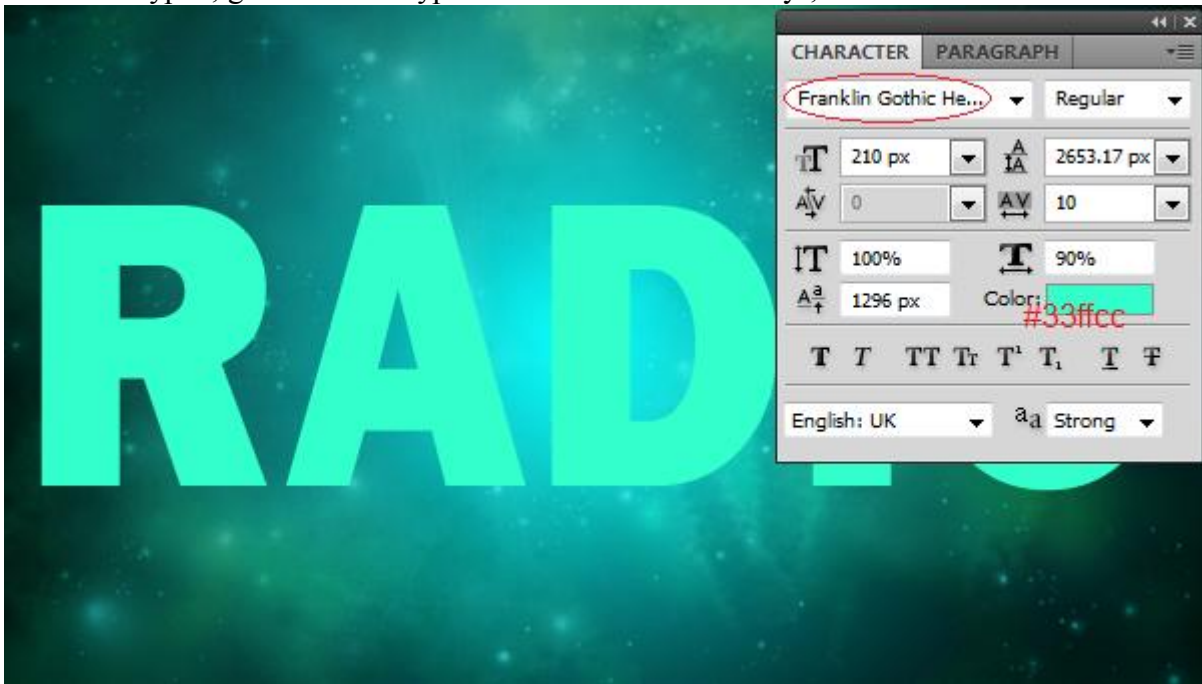 CHARACTER PARAGRAPH
Franklin Gothic He... Regular
210 px 2653.17 px
0 10
100% 90%
1296 px Color:
#33ffcc
English: UK Strong
RAD